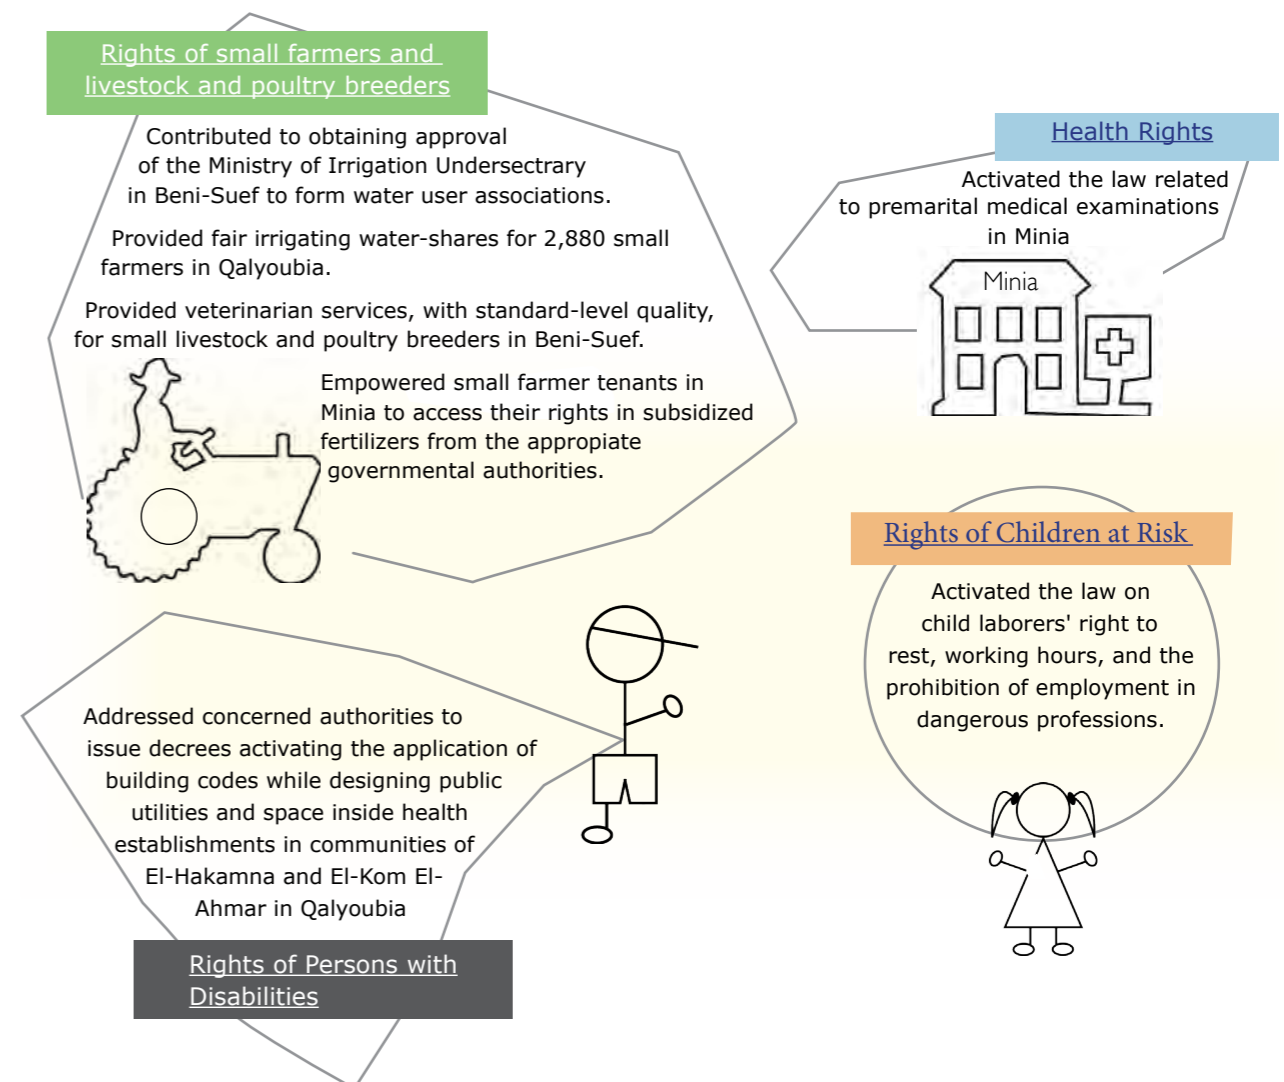 Rights of small farmers and
livestock and poultry breeders
Contributed to obtaining approval
of the Ministry of Irrigation Undersectrary
in Beni-Suef to form water user associations.
Provided fair irrigating water-shares for 2,880 small
farmers in Qalyoubia.
Provided veterinarian services, with standard-level quality,
for small livestock and poultry breeders in Beni-Suef.
Empowered small farmer tenants in
Minia to access their rights in subsidized
fertilizers from the appropiate
governmental authorities.
Health Rights
Activated the law related
to premarital medical examinations
in Minia
Minia
Rights of Children at Risk
Activated the law on
child laborers' right to
rest, working hours, and the
prohibition of employment in
dangerous professions.
Addressed concerned authorities to
issue decrees activating the application of
building codes while designing public
utilities and space inside health
establishments in communities of
El-Hakamna and El-Kom El-
Ahmar in Qalyoubia
Rights of Persons with
Disabilities